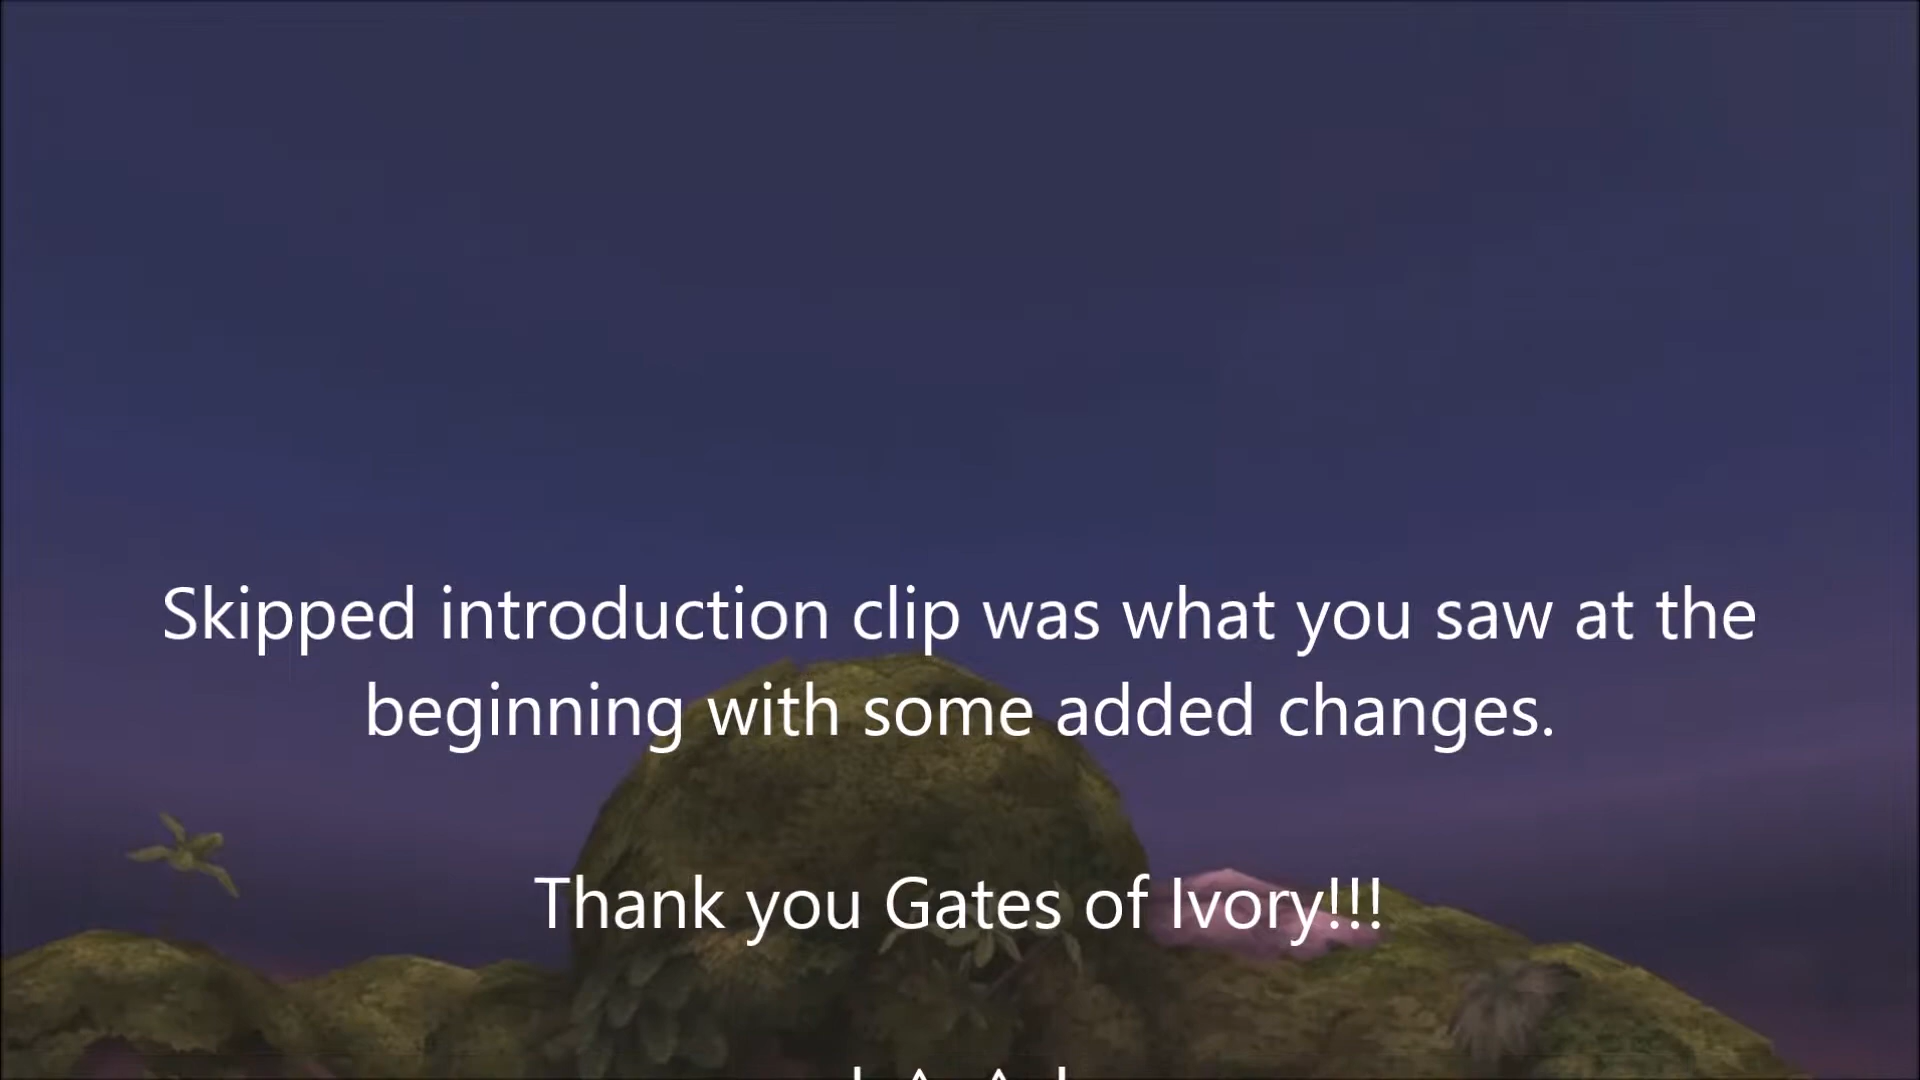 Skipped introduction clip was what you saw at the
beginning with some added changes.
Thank you Gates of Ivory!!!